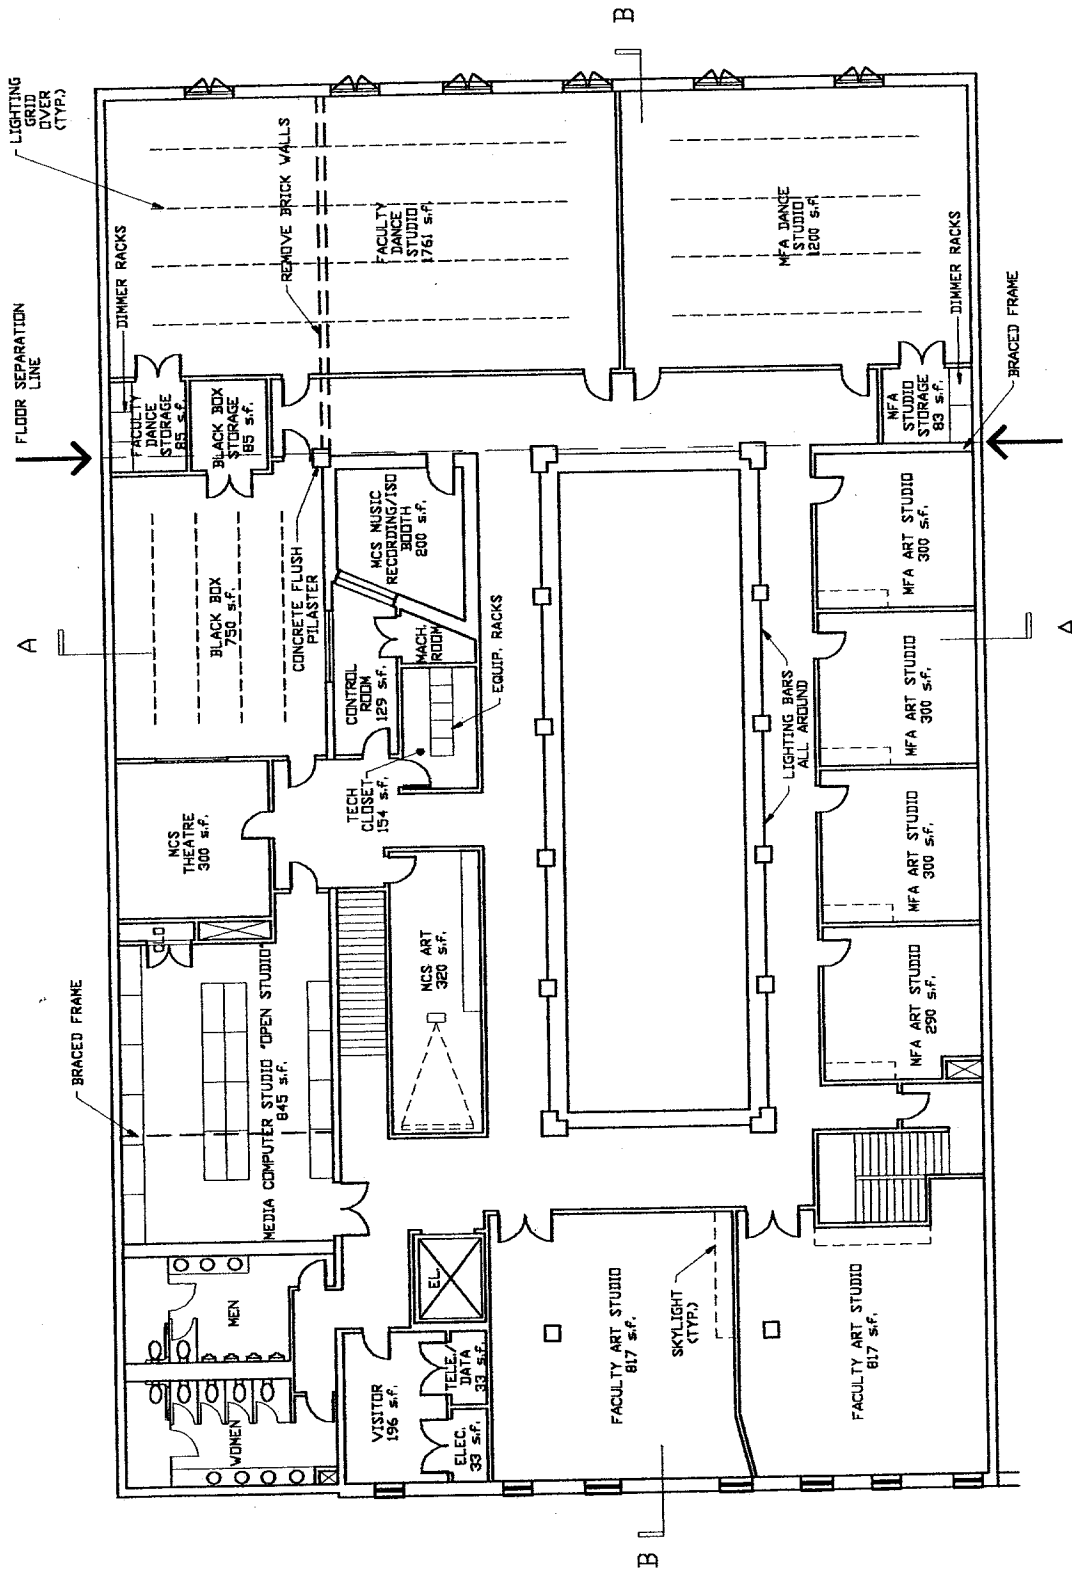 LIGHTING
GRID
OVER
(TYP.)
FLOOR SEPARATION
LINE
DIMMER RACKS
REMOVE BRICK WALLS
FACULTY
DANCE
STUDIO
1761 s.f.
B
MFA DANCE
STUDIO
1200 s.f.
DIMMER RACKS
BRACED FRAME
FACULTY
DANCE
STORAGE
85 s.f.
BLACK BOX
STORAGE
85 s.f.
MFA
STUDIO
STORAGE
83 s.f.
A
BLACK BOX
750 s.f.
CONCRETE FLUSH
PILASTER
MCS MUSIC
RECORDING/ISO
BOOTH
200 s.f.
CONTROL
ROOM
129 s.f.
MACH.
ROOM
EQUIP. RACKS
TECH
CLOSET
154 s.f.
LIGHTING BARS
ALL AROUND
MFA ART STUDIO
300 s.f.
MFA ART STUDIO
300 s.f.
A
MFA ART STUDIO
300 s.f.
MFA ART STUDIO
290 s.f.
MCS
THEATRE
300 s.f.
CLO
BRACED FRAME
MEDIA COMPUTER STUDIO "OPEN STUDIO"
845 s.f.
MCS ART
320 s.f.
MEN
WOMEN
EL.
VISITOR
196 s.f.
TELE./
DATA
33 s.f.
ELEC.
33 s.f.
FACULTY ART STUDIO
817 s.f.
SKYLIGHT
(TYP.)
FACULTY ART STUDIO
817 s.f.
B